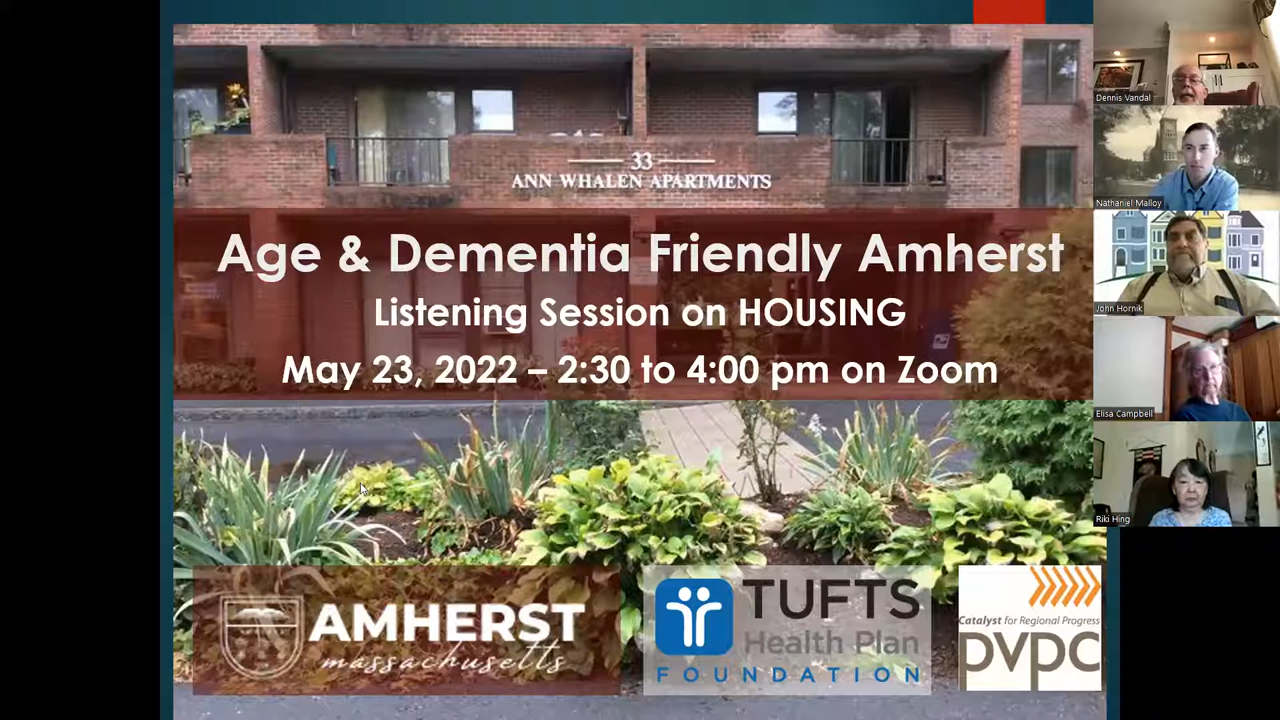 33
ANN WHALEN APARTMENTS
Age & Dementia Friendly Amherst
Listening Session on HOUSING
May 23, 2022 – 2:30 to 4:00 pm on Zoom
AMHERST
massachusetts
TUFTS
Health Plan
FOUNDATION
Catalyst for Regional Progress
pvpc
Dennis Vandal
Nathaniel Malloy
John Hornik
Elisa Campbell
Riki Hing